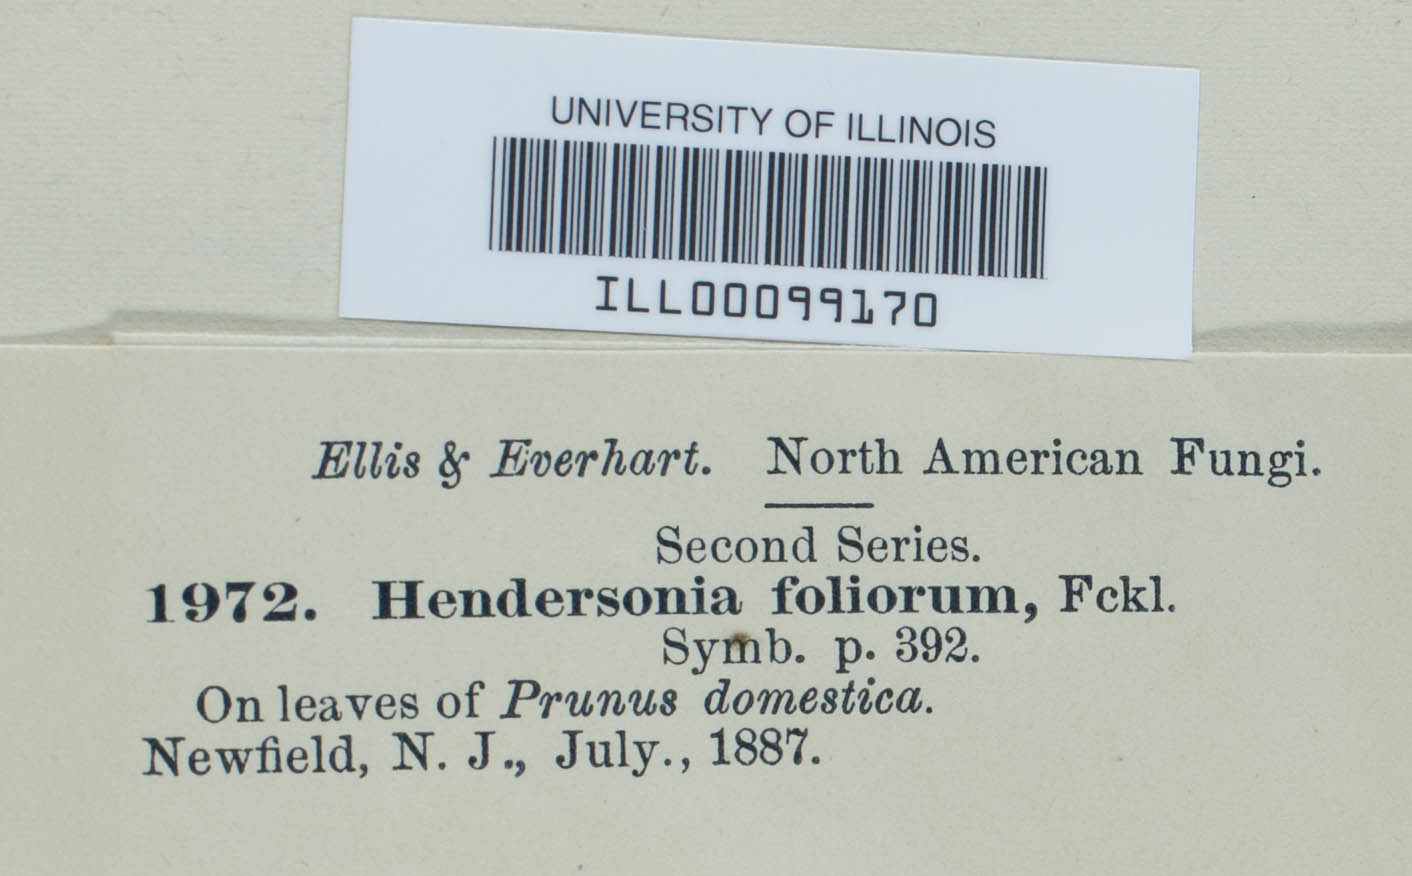 UNIVERSITY OF ILLINOIS
ILL00099170
Ellis & Everhart. North American Fungi.
Second Series.
1972. Hendersonia foliorum, Fckl.
Symb. p. 392.
On leaves of Prunus domestica.
Newfield, N. J., July., 1887.